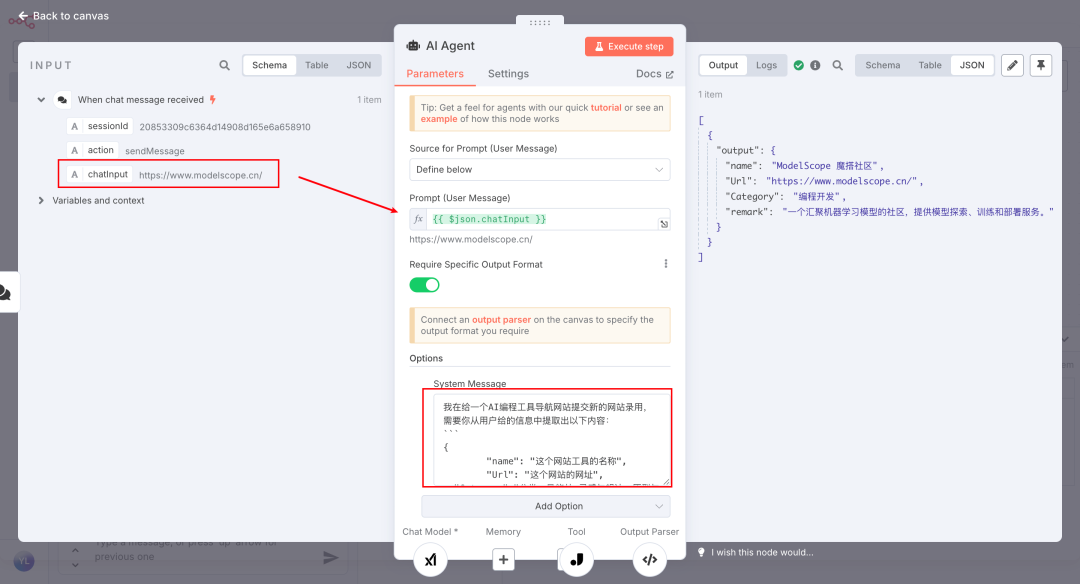 Back to canvas
INPUT
Schema
Table
JSON
When chat message received
1 item
A sessionId 20853309c6364d14908d165e6a658910
A action sendMessage
A chatInput https://www.modelscope.cn/
Variables and context
AI Agent
Execute step
Parameters
Settings
Docs
Tip: Get a feel for agents with our quick tutorial or see an
example of how this node works
Source for Prompt (User Message)
Define below
Prompt (User Message)
fx {{ $json.chatInput }}
https://www.modelscope.cn/
Require Specific Output Format
Connect an output parser on the canvas to specify the
output format you require
Options
System Message
我在给一个AI编程工具导航网站提交新的网站录用，
需要你从用户给的信息中提取出以下内容：
```
{
"name": "这个网站工具的名称",
"Url": "这个网站的网址",
Add Option
Chat Model *
Memory
Tool
Output Parser
Output
Logs
Schema
Table
JSON
1 item
[
{
"output": {
"name": "ModelScope 魔搭社区",
"Url": "https://www.modelscope.cn/",
"Category": "编程开发",
"remark": "一个汇聚机器学习模型的社区，提供模型探索、训练和部署服务。"
}
}
]
I wish this node would...
Type a message, or press 'up' arrow for
previous one
YL